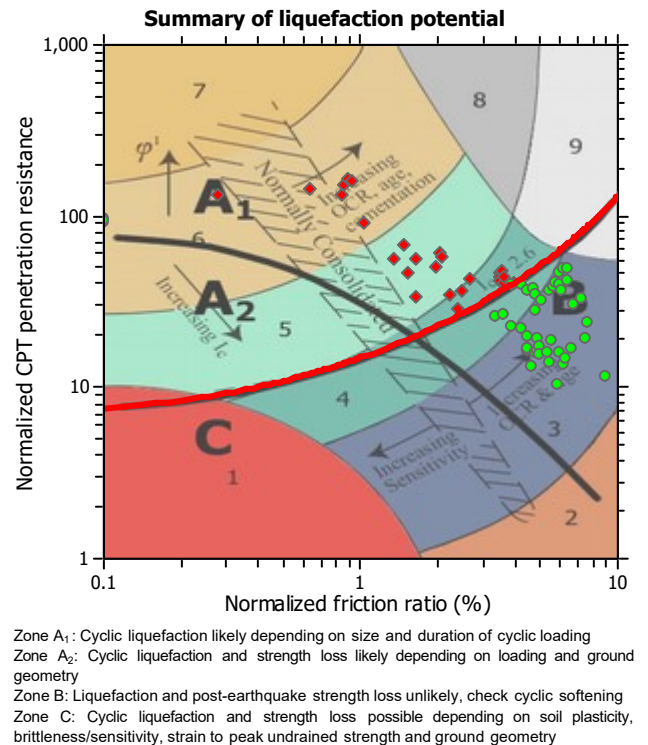 Summary of liquefaction potential
1,000
100
10
1
Normalized CPT penetration resistance
7
8
9
φ'
A1
Increasing
OCR, age,
cementation
Normally Consolidated
6
Increasing Ic
A2
5
2.6
B
4
Increasing
OCR & age
3
Increasing
Sensitivity
C
1
2
0.1
1
10
Normalized friction ratio (%)
Zone A1: Cyclic liquefaction likely depending on size and duration of cyclic loading
Zone A2: Cyclic liquefaction and strength loss likely depending on loading and ground
geometry
Zone B: Liquefaction and post-earthquake strength loss unlikely, check cyclic softening
Zone C: Cyclic liquefaction and strength loss possible depending on soil plasticity,
brittleness/sensitivity, strain to peak undrained strength and ground geometry